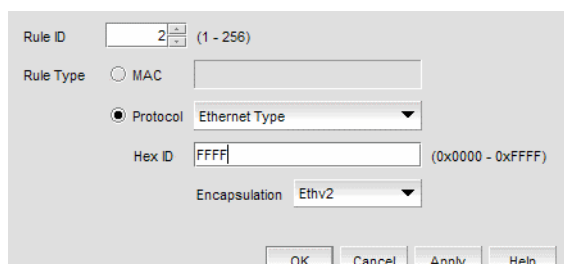 Rule ID 2 (1 - 256)
Rule Type MAC
Protocol Ethernet Type
Hex ID FFFF (0x0000 - 0xFFFF)
Encapsulation Ethv2
OK Cancel Apply Help